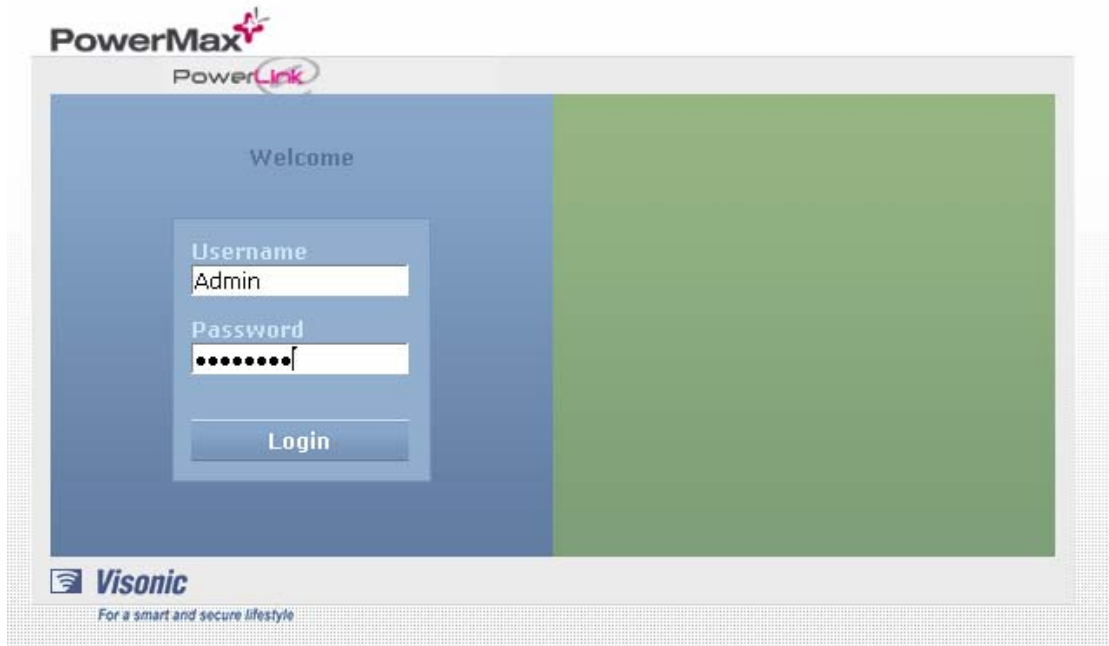 PowerMax
PowerLink
Welcome
Username
Admin
Password
••••••••
Login
Visonic
For a smart and secure lifestyle